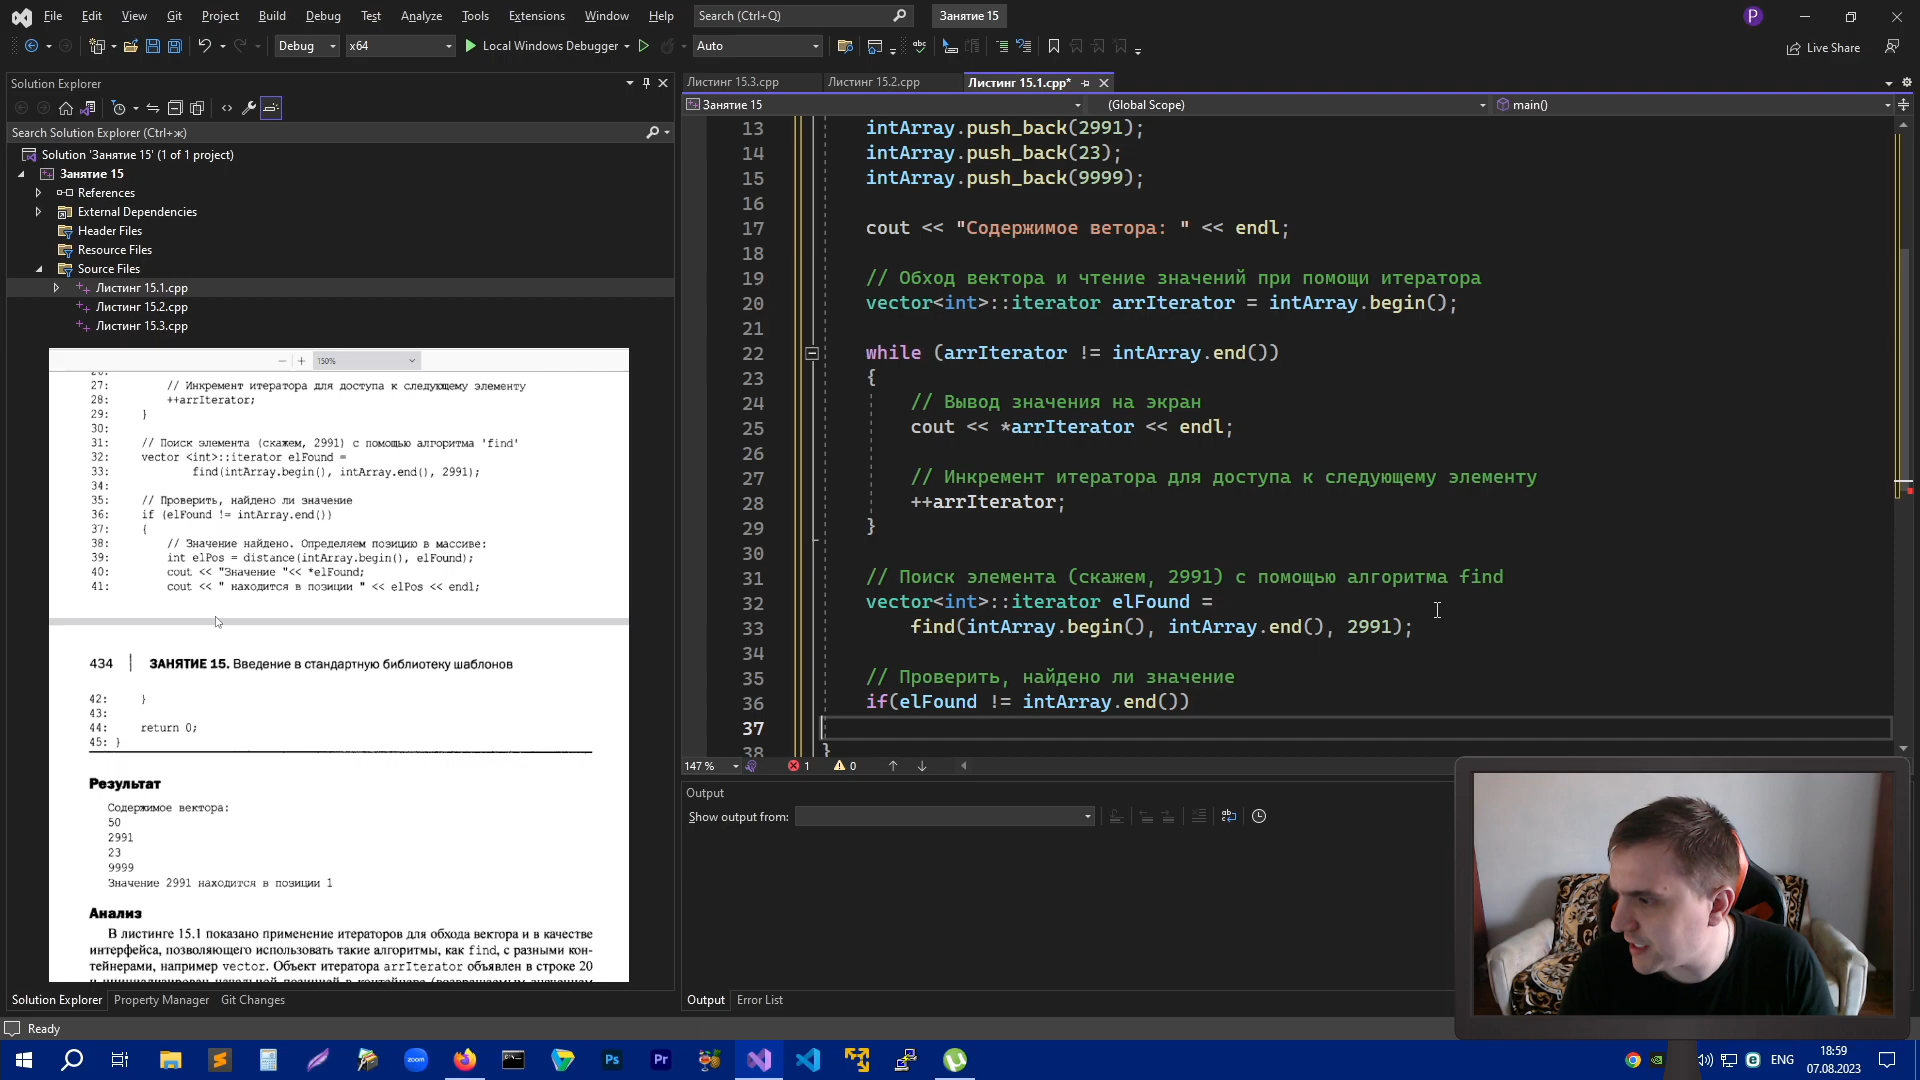 File Edit View Git Project Build Debug Test Analyze Tools Extensions Window Help Search (Ctrl+Q) Занятие 15 P
Debug x64 Local Windows Debugger Auto Live Share
Solution Explorer
Search Solution Explorer (Ctrl+ж)
Solution 'Занятие 15' (1 of 1 project)
Занятие 15
References
External Dependencies
Header Files
Resource Files
Source Files
Листинг 15.1.cpp
Листинг 15.2.cpp
Листинг 15.3.cpp
150%
27: // Инкремент итератора для доступа к следующему элементу
28: ++arrIterator;
29: }
30:
31: // Поиск элемента (скажем, 2991) с помощью алгоритма 'find'
32: vector <int>::iterator elFound =
33: find(intArray.begin(), intArray.end(), 2991);
34:
35: // Проверить, найдено ли значение
36: if (elFound != intArray.end())
37: {
38: // Значение найдено. Определяем позицию в массиве:
39: int elPos = distance(intArray.begin(), elFound);
40: cout << "Значение "<< *elFound;
41: cout << " находится в позиции " << elPos << endl;
434 ЗАНЯТИЕ 15. Введение в стандартную библиотеку шаблонов
42: }
43:
44: return 0;
45: }
Результат
Содержимое вектора:
50
2991
23
9999
Значение 2991 находится в позиции 1
Анализ
В листинге 15.1 показано применение итераторов для обхода вектора и в качестве
интерфейса, позволяющего использовать такие алгоритмы, как find, с разными кон-
тейнерами, например vector. Объект итератора arrIterator объявлен в строке 20
Solution Explorer Property Manager Git Changes
Листинг 15.3.cpp Листинг 15.2.cpp Листинг 15.1.cpp*
Занятие 15 (Global Scope) main()
13 intArray.push_back(2991);
14 intArray.push_back(23);
15 intArray.push_back(9999);
16
17 cout << "Содержимое ветора: " << endl;
18
19 // Обход вектора и чтение значений при помощи итератора
20 vector<int>::iterator arrIterator = intArray.begin();
21
22 while (arrIterator != intArray.end())
23 {
24 // Вывод значения на экран
25 cout << *arrIterator << endl;
26
27 // Инкремент итератора для доступа к следующему элементу
28 ++arrIterator;
29 }
30
31 // Поиск элемента (скажем, 2991) с помощью алгоритма find
32 vector<int>::iterator elFound =
33 find(intArray.begin(), intArray.end(), 2991);
34
35 // Проверить, найдено ли значение
36 if(elFound != intArray.end())
37
38 }
147 % 1 0
Output
Show output from:
Output Error List
Ready
zoom Ps Pr ENG 18:59
07.08.2023